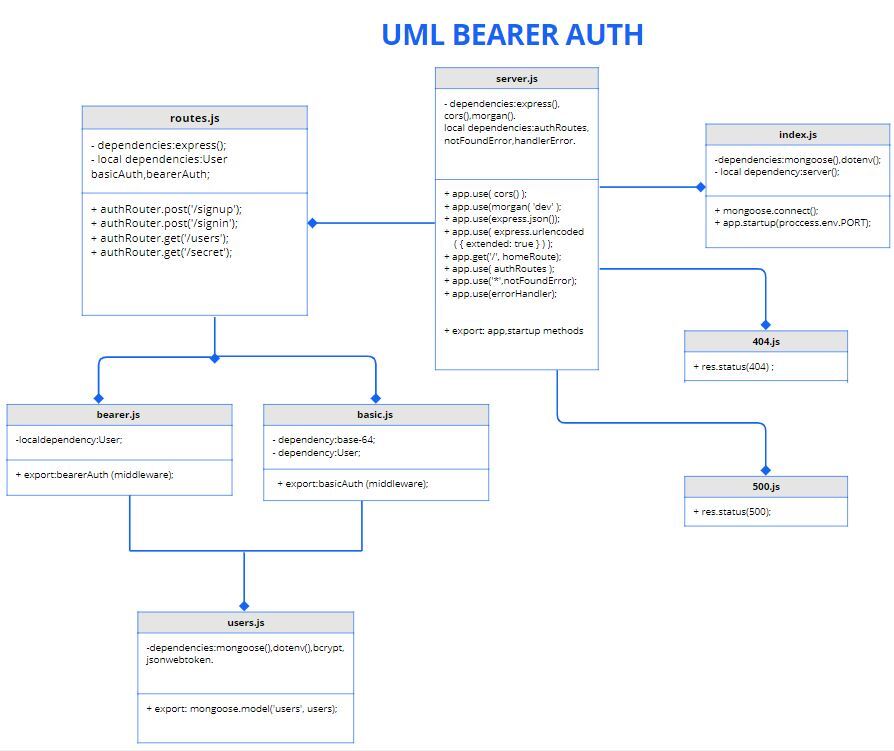 UML BEARER AUTH
server.js
- dependencies:express(),
cors(),morgan().
local dependencies:authRoutes,
notFoundError,handlerError.
+ app.use( cors() );
+ app.use(morgan( 'dev' );
+ app.use(express.json());
+ app.use( express.urlencoded
( { extended: true } ) );
+ app.get('/', homeRoute);
+ app.use( authRoutes );
+ app.use('*',notFoundError);
+ app.use(errorHandler);
+ export: app,startup methods
routes.js
- dependencies:express();
- local dependencies:User
basicAuth,bearerAuth;
+ authRouter.post('/signup');
+ authRouter.post('/signin');
+ authRouter.get('/users');
+ authRouter.get('/secret');
index.js
-dependencies:mongoose(),dotenv();
- local dependency:server();
+ mongoose.connect();
+ app.startup(proccess.env.PORT);
404.js
+ res.status(404) ;
bearer.js
-localdependency:User;
+ export:bearerAuth (middleware);
basic.js
- dependency:base-64;
- dependency:User;
+ export:basicAuth (middleware);
500.js
+ res.status(500);
users.js
-dependencies:mongoose(),dotenv(),bcrypt,
jsonwebtoken.
+ export: mongoose.model('users', users);